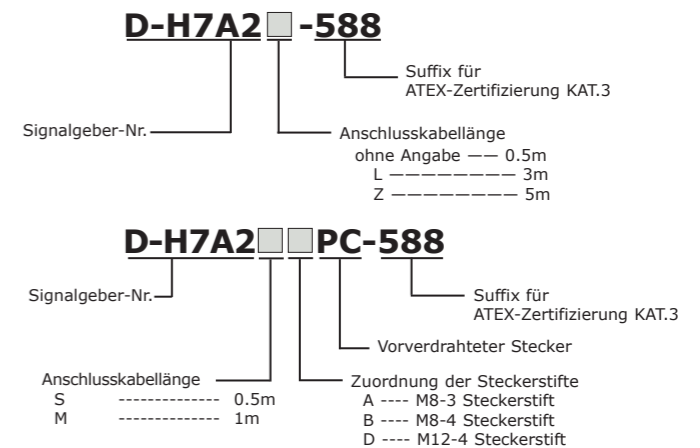 D-H7A2□-588
Suffix für
ATEX-Zertifizierung KAT.3
Signalgeber-Nr.
Anschlusskabellänge
ohne Angabe —— 0.5m
L ———————— 3m
Z ———————— 5m
D-H7A2□□PC-588
Signalgeber-Nr.
Suffix für
ATEX-Zertifizierung KAT.3
Vorverdrahteter Stecker
Anschlusskabellänge
S ------------- 0.5m
M ------------- 1m
Zuordnung der Steckerstifte
A ---- M8-3 Steckerstift
B ---- M8-4 Steckerstift
D ---- M12-4 Steckerstift